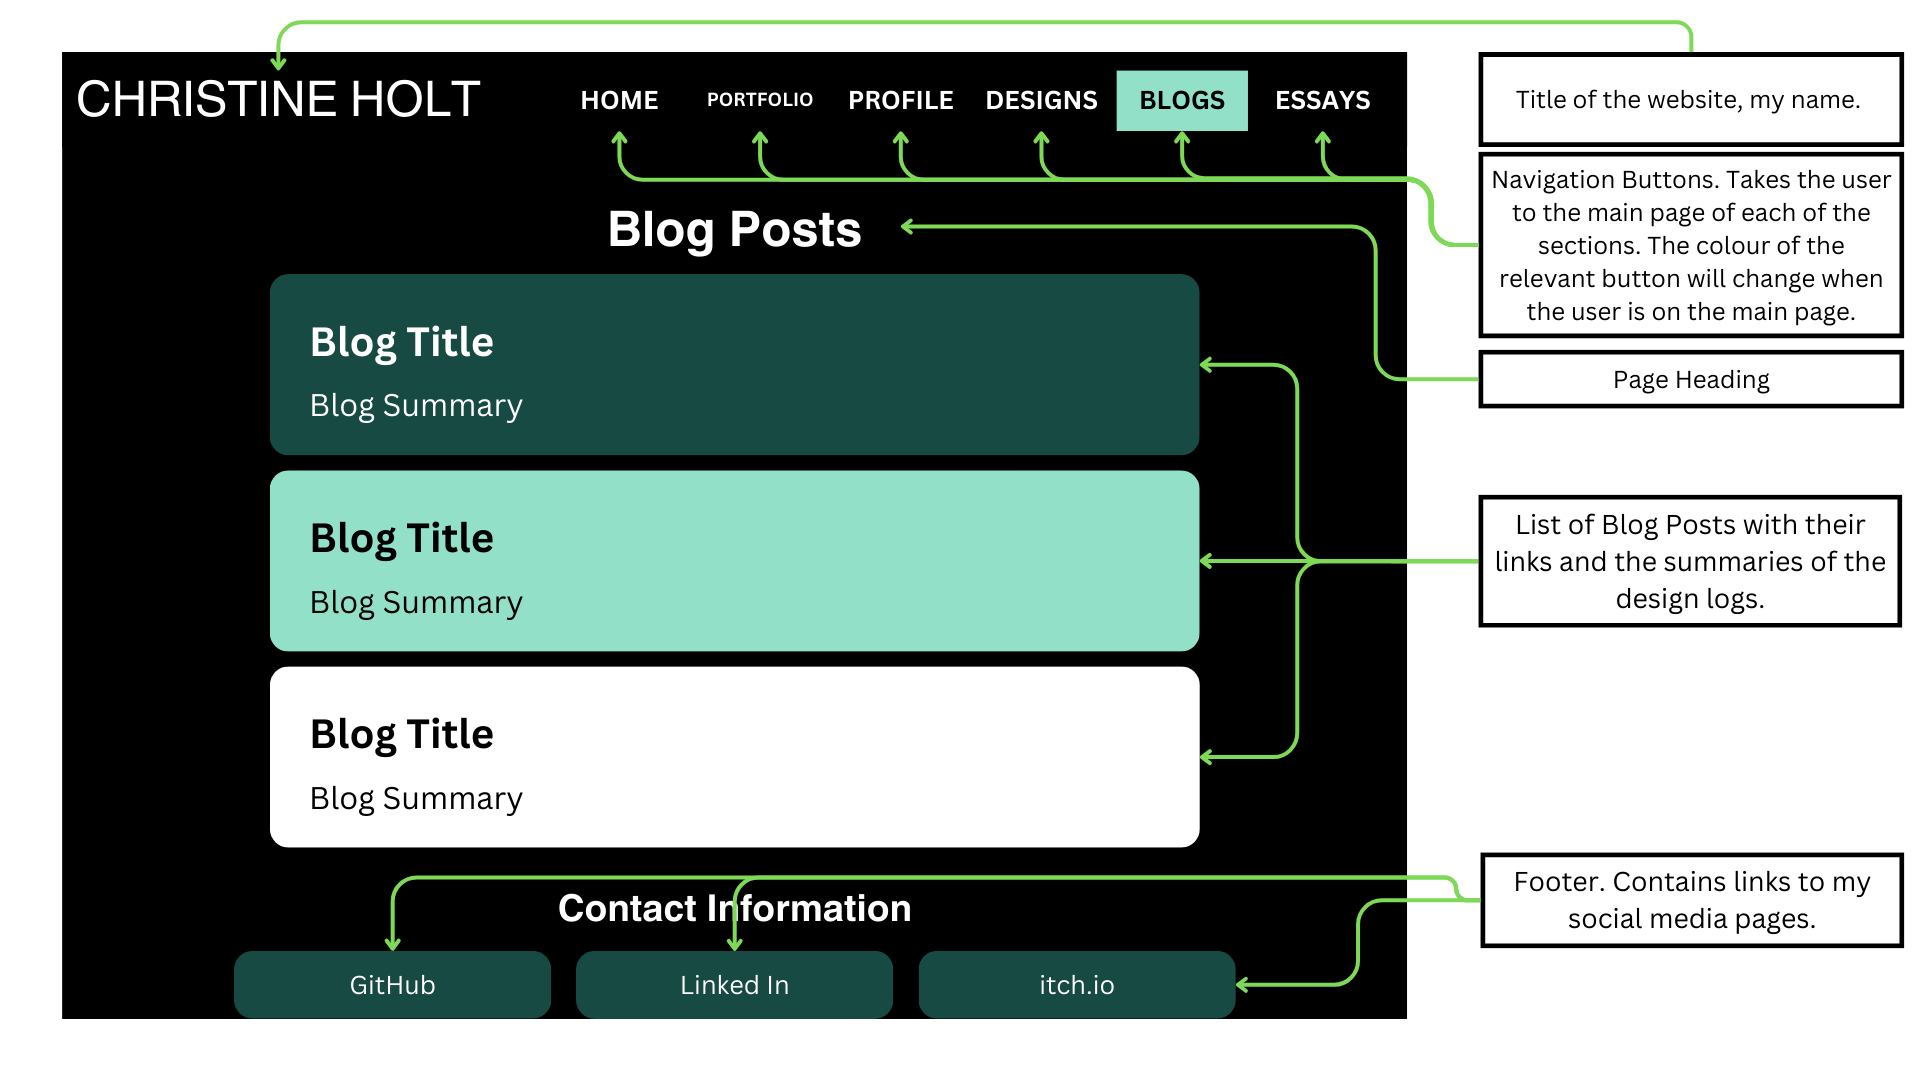 CHRISTINE HOLT
HOME
PORTFOLIO
PROFILE
DESIGNS
BLOGS
ESSAYS
Title of the website, my name.
Navigation Buttons. Takes the user
to the main page of each of the
sections. The colour of the
relevant button will change when
the user is on the main page.
Blog Posts
Page Heading
Blog Title
Blog Summary
Blog Title
Blog Summary
List of Blog Posts with their
links and the summaries of the
design logs.
Blog Title
Blog Summary
Contact Information
Footer. Contains links to my
social media pages.
GitHub
Linked In
itch.io